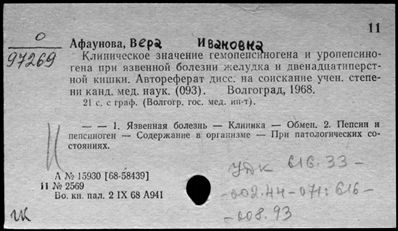 11
О
97269
Афаунова, Вера Ивановна
Клиническое значение гемопепсиногена и уропепсино-
гена при язвенной болезни желудка и двенадцатиперст-
ной кишки. Автореферат дисс. на соискание учен. степе-
ни канд. мед. наук. (093). Волгоград, 1968.
21 с. с граф. (Волгогр. гос. мед. ин-т).
— — 1. Язвенная болезнь — Клиника — Обмен. 2. Пепсин и
пепсиноген — Содержание в организме — При патологических со-
стояниях.
А № 15930 [68-58439]
11 № 2569
Во. кн. пал. 2 IX 68 А941
УДК 616.33-
-002.44-071:616-
-008.93
чк